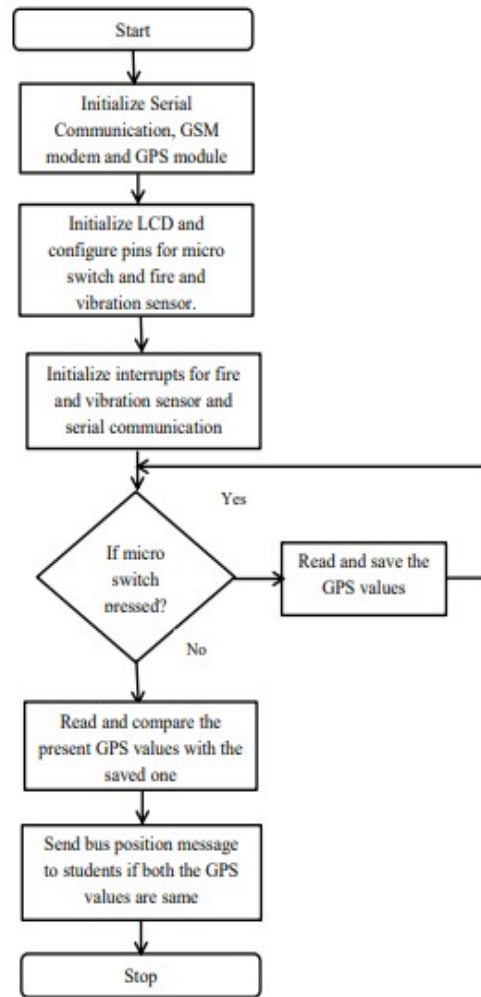 Start
Initialize Serial
Communication, GSM
modem and GPS module
Initialize LCD and
configure pins for micro
switch and fire and
vibration sensor.
Initialize interrupts for fire
and vibration sensor and
serial communication
Yes
If micro
switch
pressed?
Read and save the
GPS values
No
Read and compare the
present GPS values with the
saved one
Send bus position message
to students if both the GPS
values are same
Stop